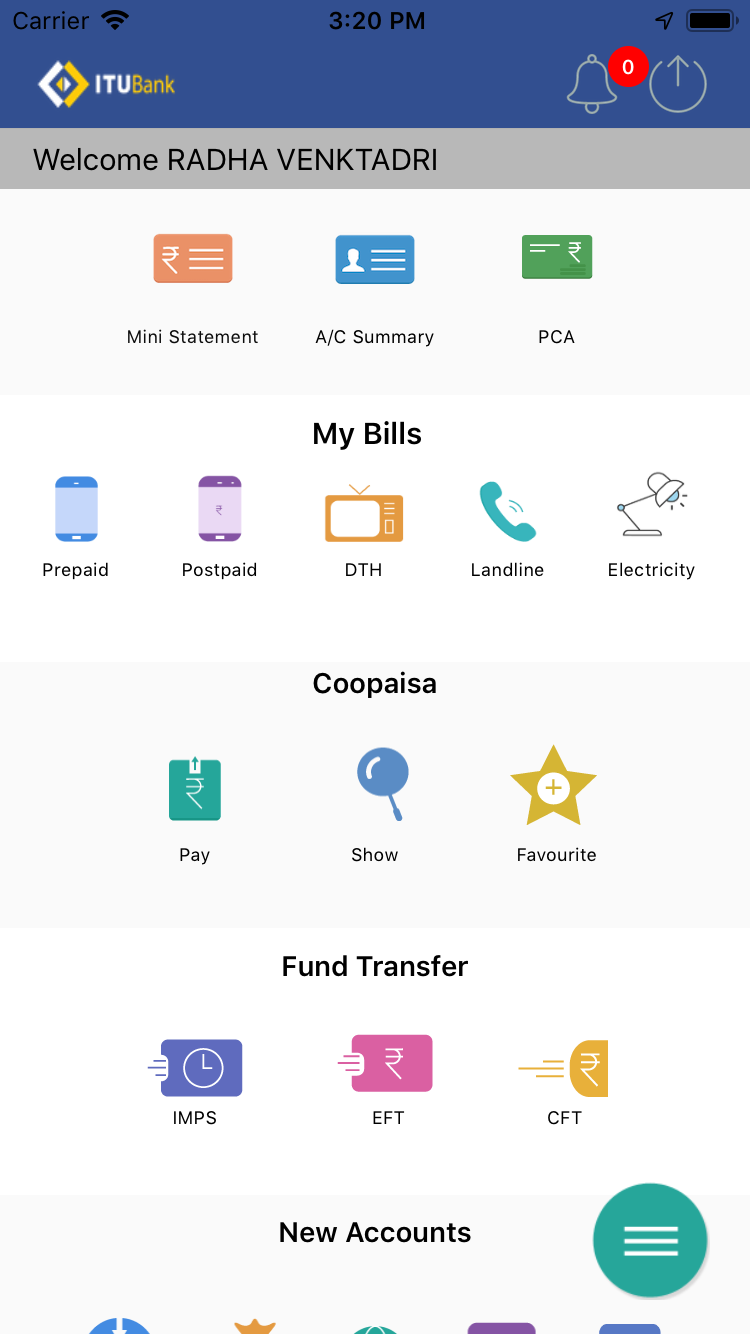 Carrier 3:20 PM
ITUBank 0
Welcome RADHA VENKTADRI
₹ ₹
Mini Statement A/C Summary PCA
My Bills
₹
Prepaid Postpaid DTH Landline Electricity
Coopaisa
₹
Pay Show Favourite
Fund Transfer
₹ ₹
IMPS EFT CFT
New Accounts